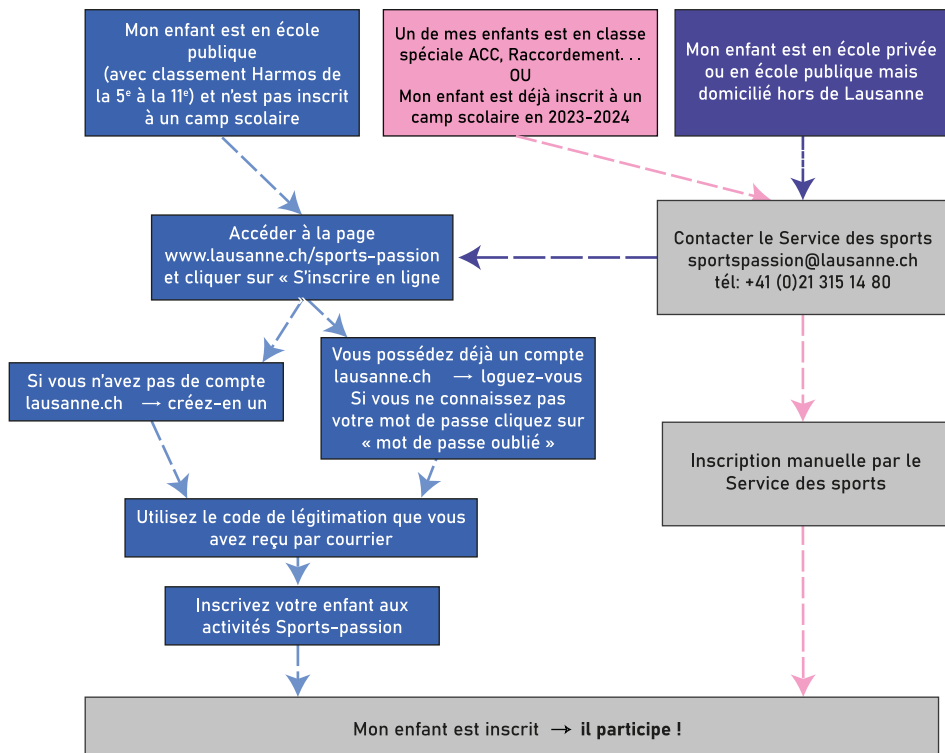 Mon enfant est en école
publique
(avec classement Harmos de
la 5e à la 11e) et n'est pas inscrit
à un camp scolaire
Un de mes enfants est en classe
spéciale ACC, Raccordement. . .
OU
Mon enfant est déjà inscrit à un
camp scolaire en 2023-2024
Mon enfant est en école privée
ou en école publique mais
domicilié hors de Lausanne
Accéder à la page
www.lausanne.ch/sports-passion
et cliquer sur « S'inscrire en ligne
Contacter le Service des sports
sportspassion@lausanne.ch
tél: +41 (0)21 315 14 80
Si vous n'avez pas de compte
lausanne.ch → créez-en un
Vous possédez déjà un compte
lausanne.ch → loguez-vous
Si vous ne connaissez pas
votre mot de passe cliquez sur
« mot de passe oublié »
Inscription manuelle par le
Service des sports
Utilisez le code de légitimation que vous
avez reçu par courrier
Inscrivez votre enfant aux
activités Sports-passion
Mon enfant est inscrit → il participe !